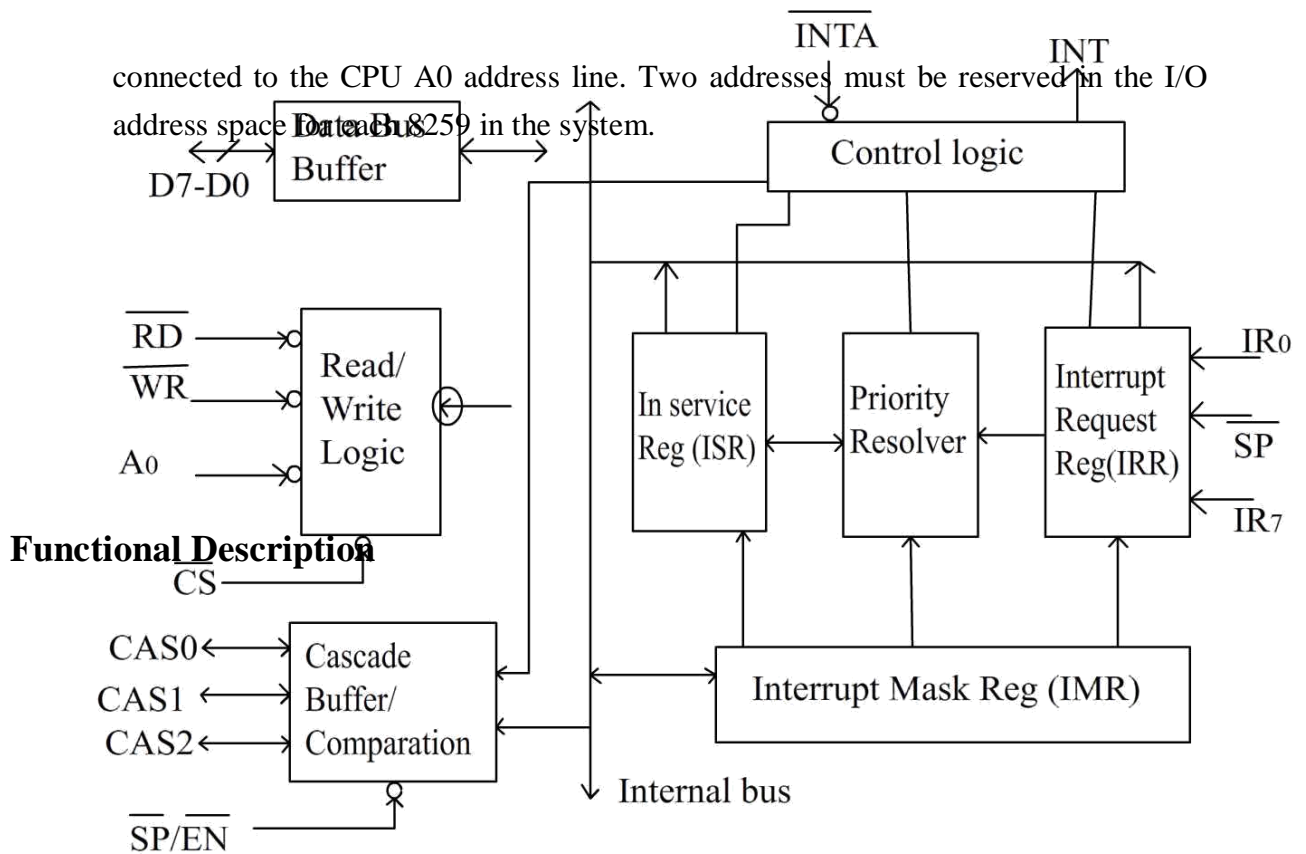 INTA
INT
connected to the CPU A0 address line. Two addresses must be reserved in the I/O
address space for each 8259 in the system.
Data Bus
Buffer
D7-D0
Control logic
RD
WR
A0
Read/
Write
Logic
In service
Reg (ISR)
Priority
Resolver
Interrupt
Request
Reg(IRR)
IR0
SP
IR7
Functional Description
CS
CAS0
CAS1
CAS2
Cascade
Buffer/
Comparation
Interrupt Mask Reg (IMR)
Internal bus
SP/EN